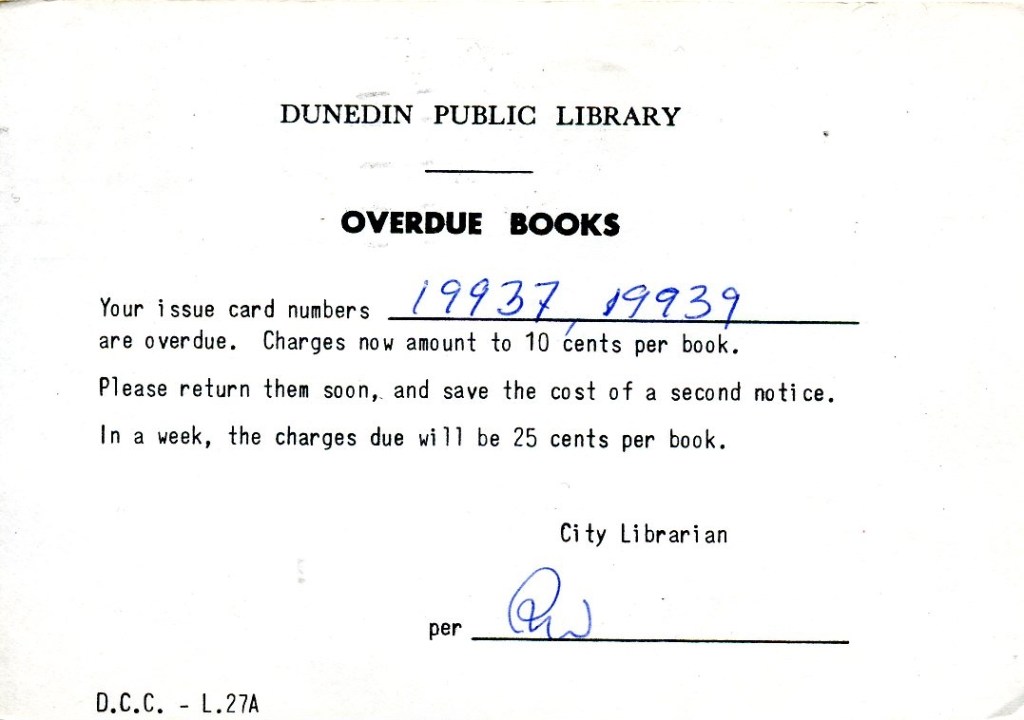 DUNEDIN PUBLIC LIBRARY
OVERDUE BOOKS
Your issue card numbers 19937, 19939
are overdue. Charges now amount to 10 cents per book.
Please return them soon, and save the cost of a second notice.
In a week, the charges due will be 25 cents per book.
City Librarian
per
D.C.C. - L.27A